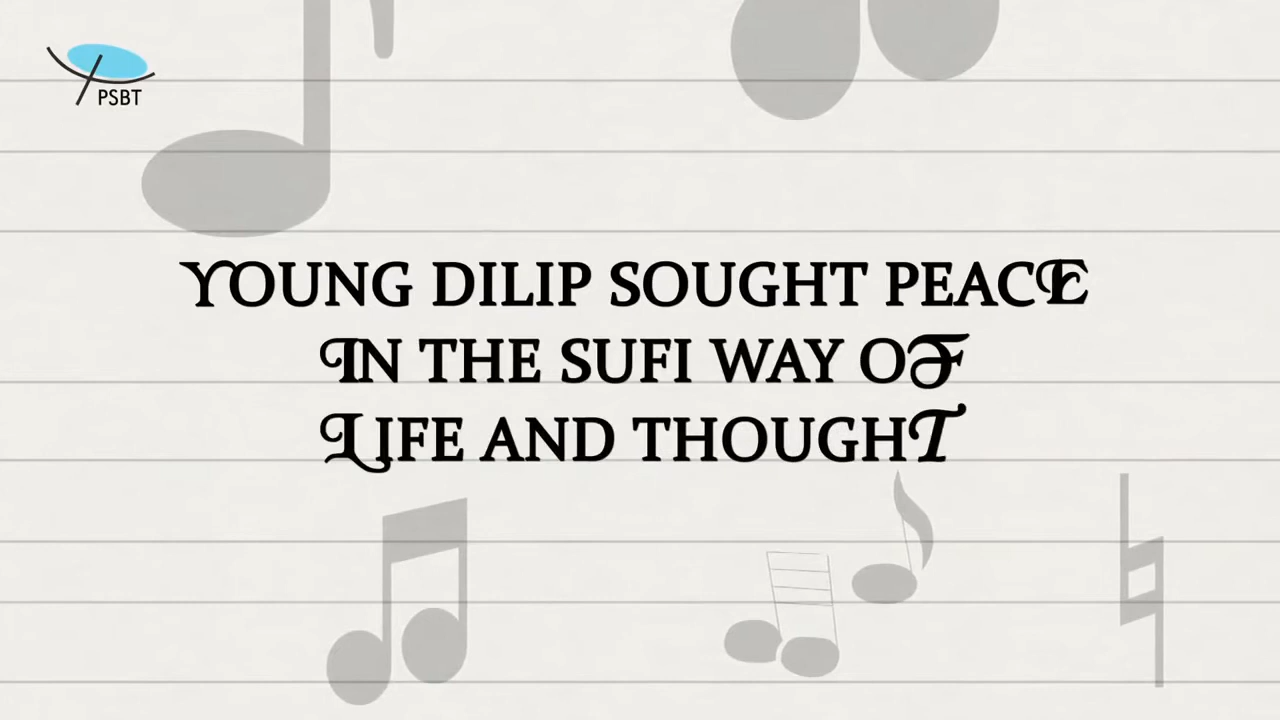 PSBT
YOUNG DILIP SOUGHT PEACE
IN THE SUFI WAY OF
LIFE AND THOUGHT